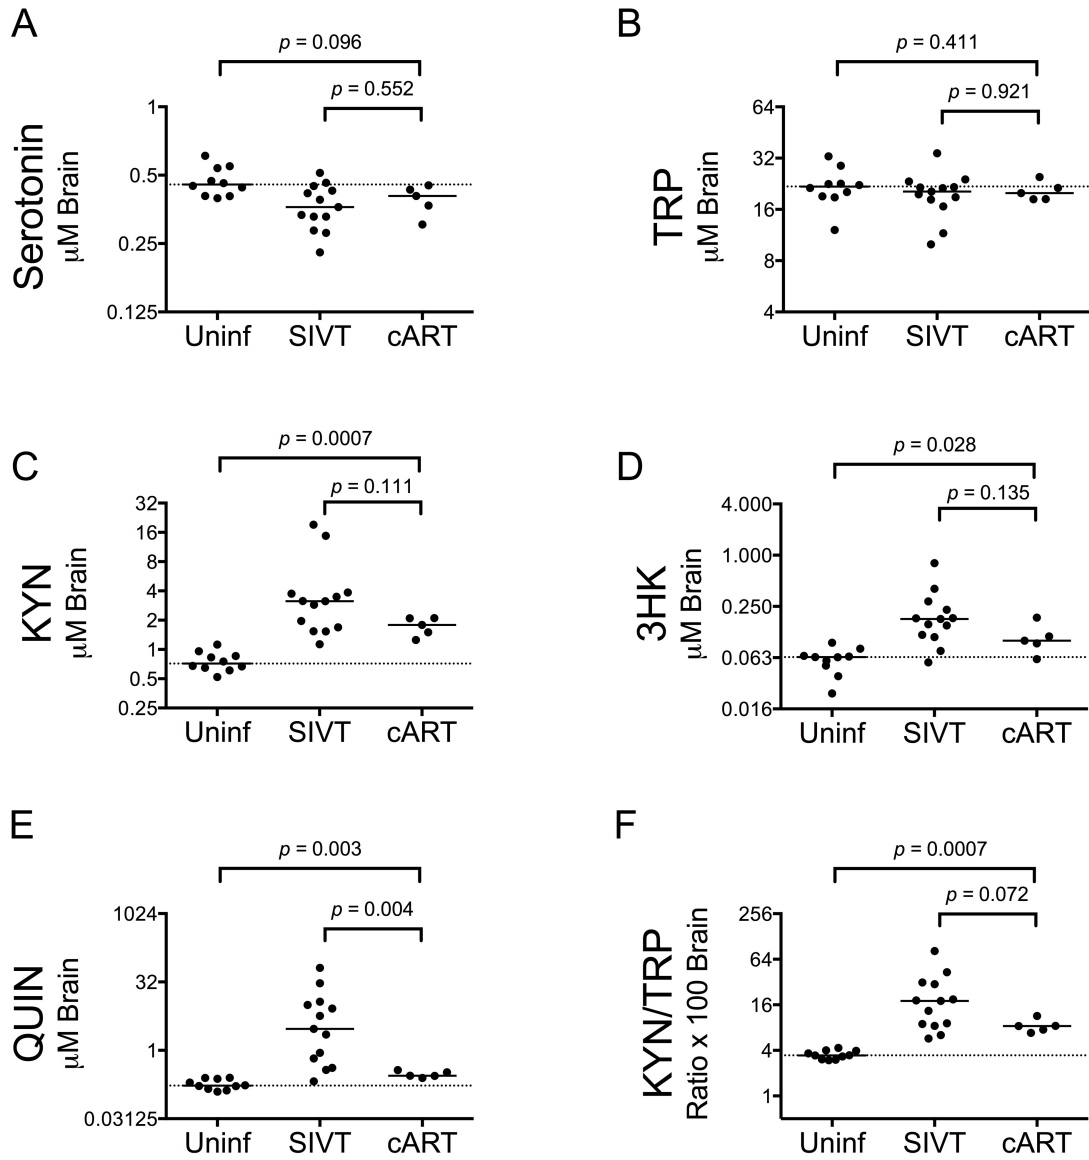 A
p = 0.096
p = 0.552
Serotonin
µM Brain
1
0.5
0.25
0.125
Uninf SIVT cART
B
p = 0.411
p = 0.921
TRP
µM Brain
64
32
16
8
4
Uninf SIVT cART
C
p = 0.0007
p = 0.111
KYN
µM Brain
32
16
8
4
2
1
0.5
0.25
Uninf SIVT cART
D
p = 0.028
p = 0.135
3HK
µM Brain
4.000
1.000
0.250
0.063
0.016
Uninf SIVT cART
E
p = 0.003
p = 0.004
QUIN
µM Brain
1024
32
1
0.03125
Uninf SIVT cART
F
p = 0.0007
p = 0.072
KYN/TRP
Ratio x 100 Brain
256
64
16
4
1
Uninf SIVT cART